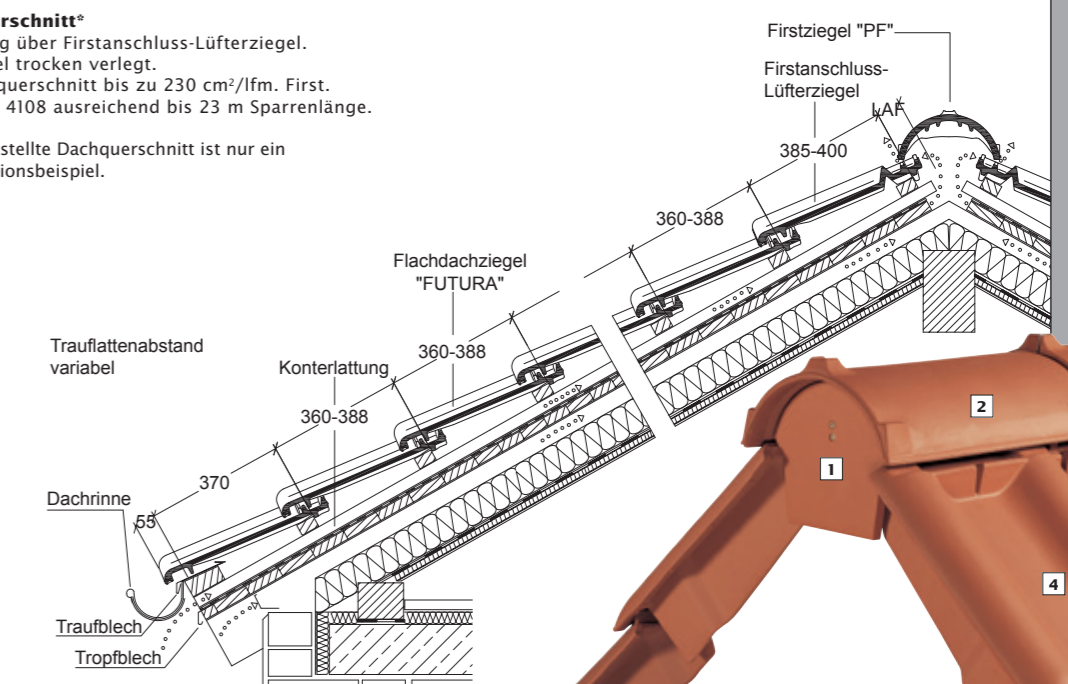 rschnitt*
g über Firstanschluss-Lüfterziegel.
el trocken verlegt.
querschnitt bis zu 230 cm²/lfm. First.
4108 ausreichend bis 23 m Sparrenlänge.
stellte Dachquerschnitt ist nur ein
ionsbeispiel.
Firstziegel "PF"
Firstanschluss-
Lüfterziegel
LAF
385-400
360-388
Flachdachziegel
"FUTURA"
360-388
Trauflattenabstand
variabel
Konterlattung
360-388
370
Dachrinne
55
Traufblech
Tropfblech
1
2
4